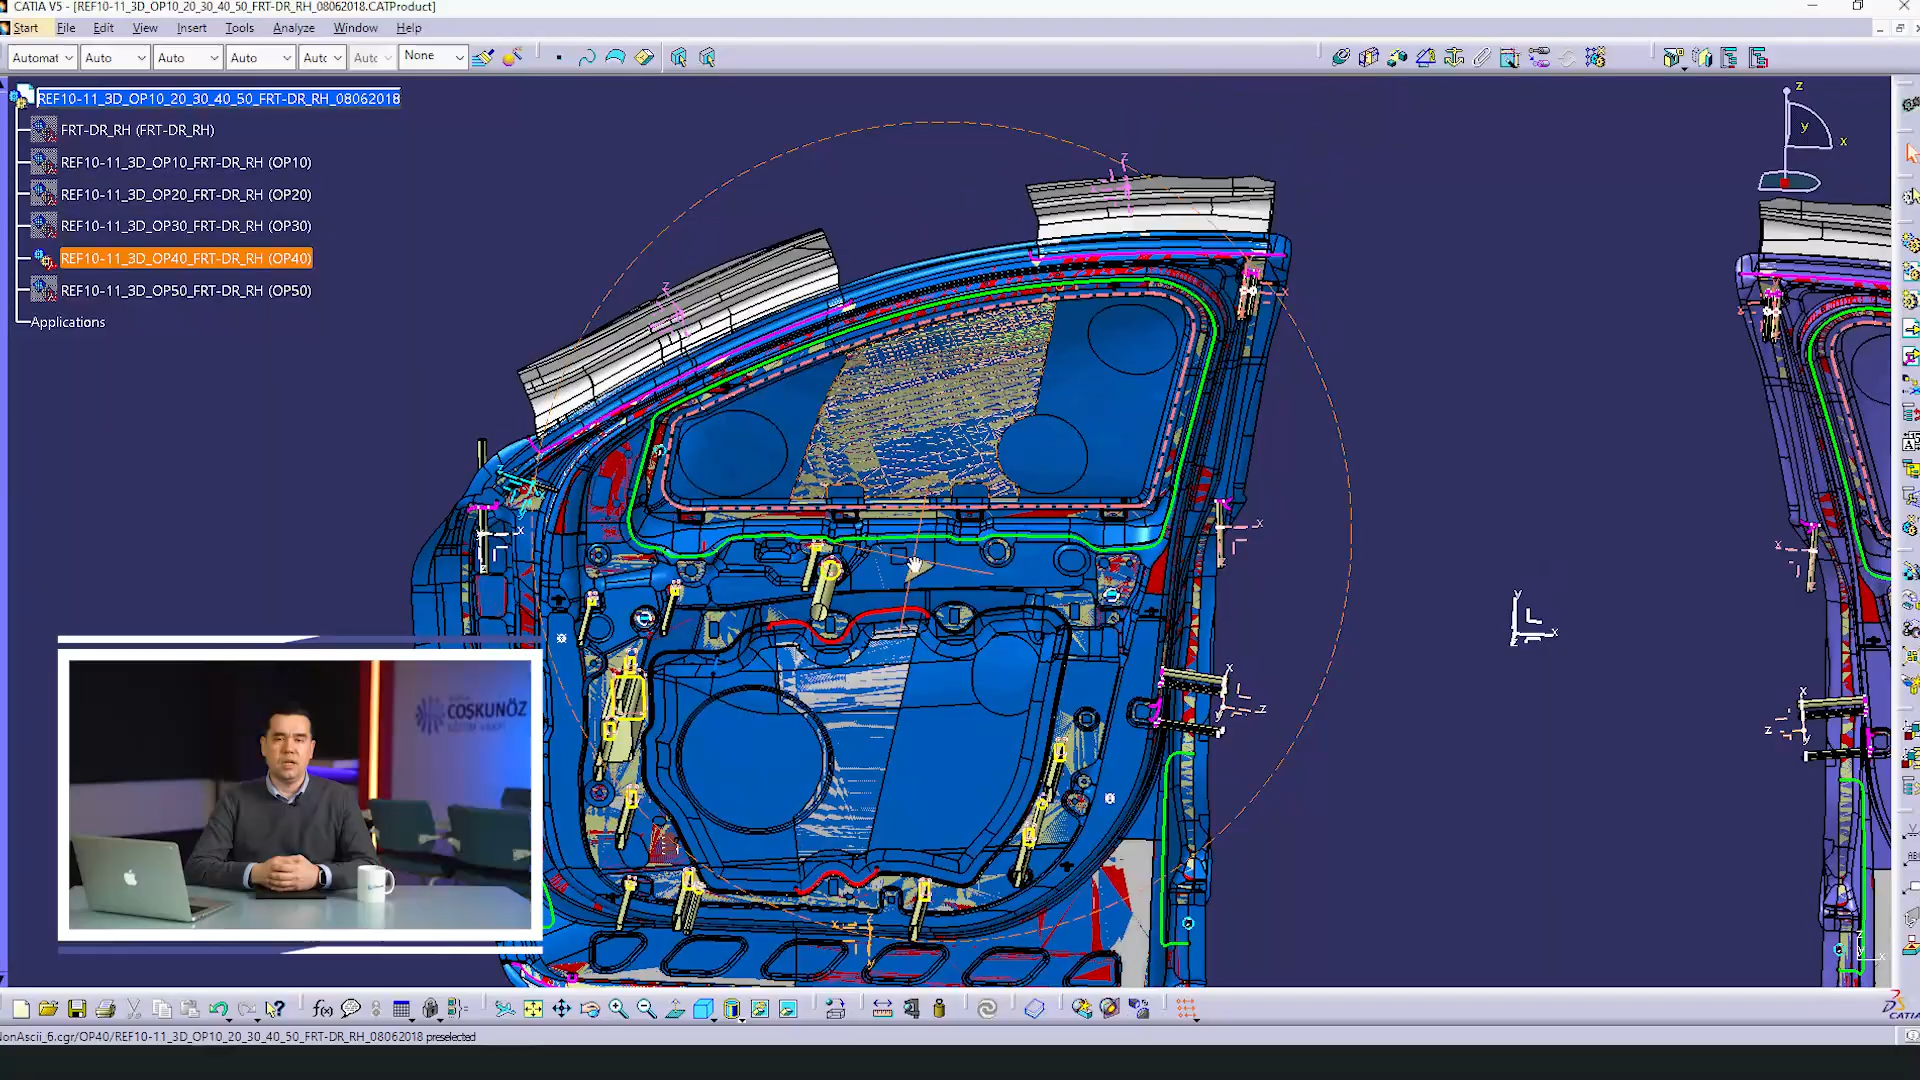 CATIA V5 - [REF10-11_3D_OP10_20_30_40_50_FRT-DR_RH_08062018.CATProduct]
Start File Edit View Insert Tools Analyze Window Help
Automat Auto Auto Auto Auto Auto None
REF10-11_3D_OP10_20_30_40_50_FRT-DR_RH_08062018
FRT-DR_RH (FRT-DR_RH)
REF10-11_3D_OP10_FRT-DR_RH (OP10)
REF10-11_3D_OP20_FRT-DR_RH (OP20)
REF10-11_3D_OP30_FRT-DR_RH (OP30)
REF10-11_3D_OP40_FRT-DR_RH (OP40)
REF10-11_3D_OP50_FRT-DR_RH (OP50)
Applications
z
y
x
COŞKUNÖZ
f(x)
CATIA
NonAscii_6.cgr/OP40/REF10-11_3D_OP10_20_30_40_50_FRT-DR_RH_08062018 preselected